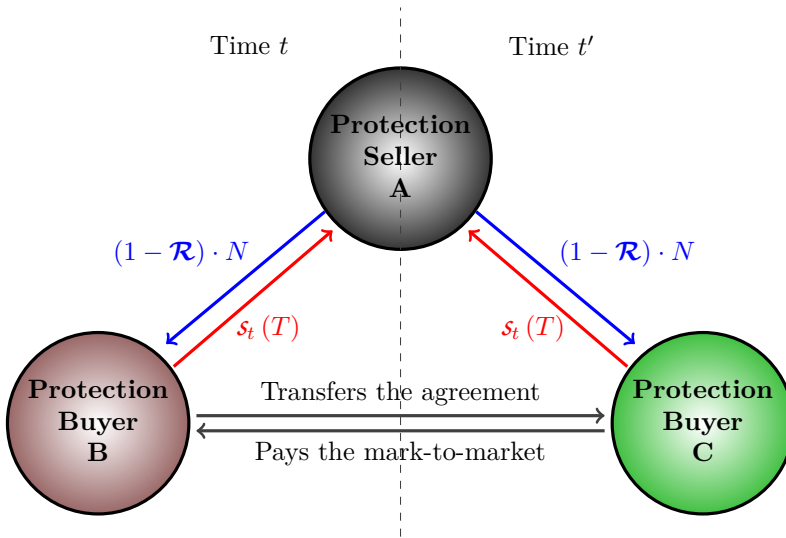 Time t
Time t′
Protection
Seller
A
(1 − 𝓡) · N
(1 − 𝓡) · N
𝓈ₜ (T)
𝓈ₜ (T)
Protection
Buyer
B
Transfers the agreement
Pays the mark-to-market
Protection
Buyer
C